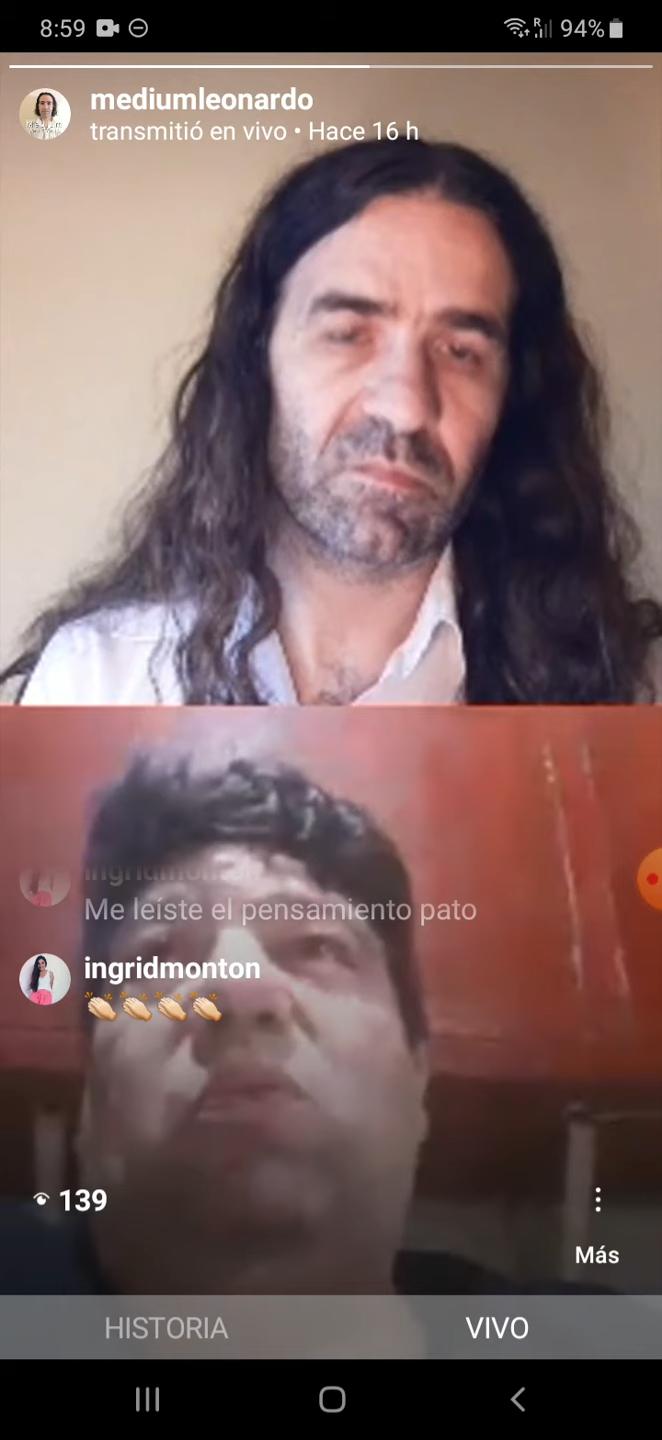 8:59 94%
mediumleonardo
transmitió en vivo • Hace 16 h
ingridmonton
Me leíste el pensamiento pato
ingridmonton
👏👏👏👏
139
Más
HISTORIA VIVO